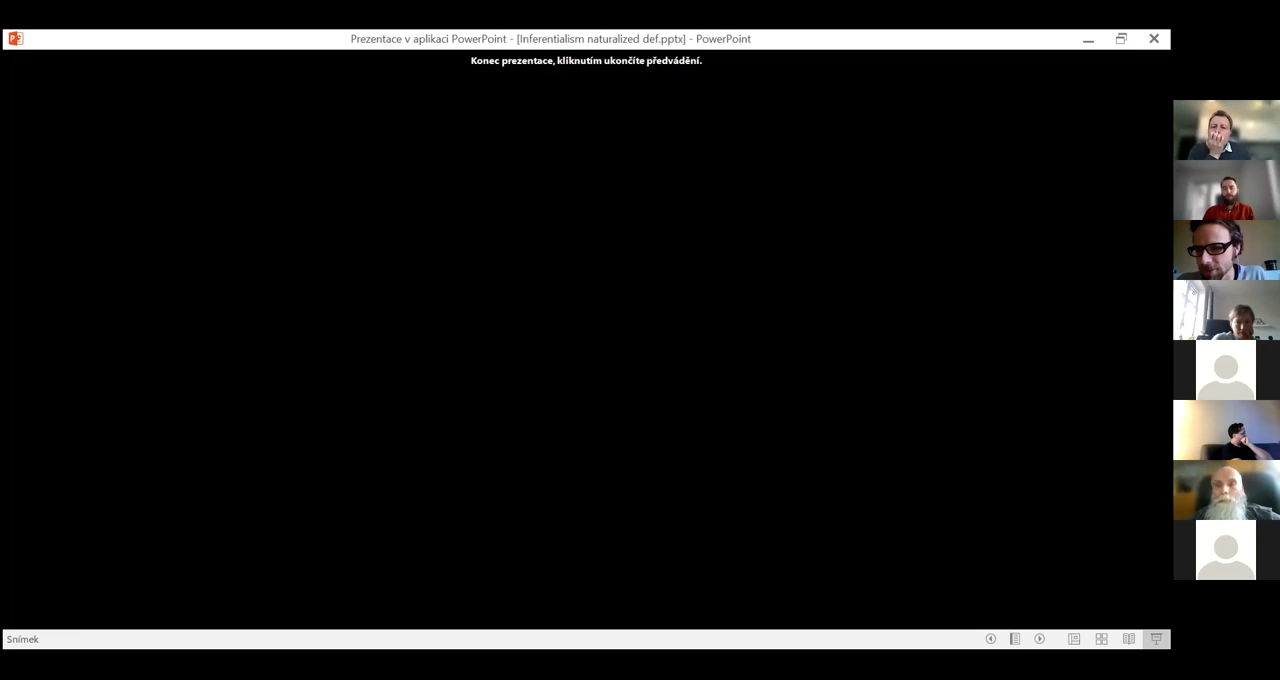 Prezentace v aplikaci PowerPoint - [Inferentialism naturalized def.pptx] - PowerPoint
Konec prezentace, kliknutím ukončíte předvádění.
Snímek